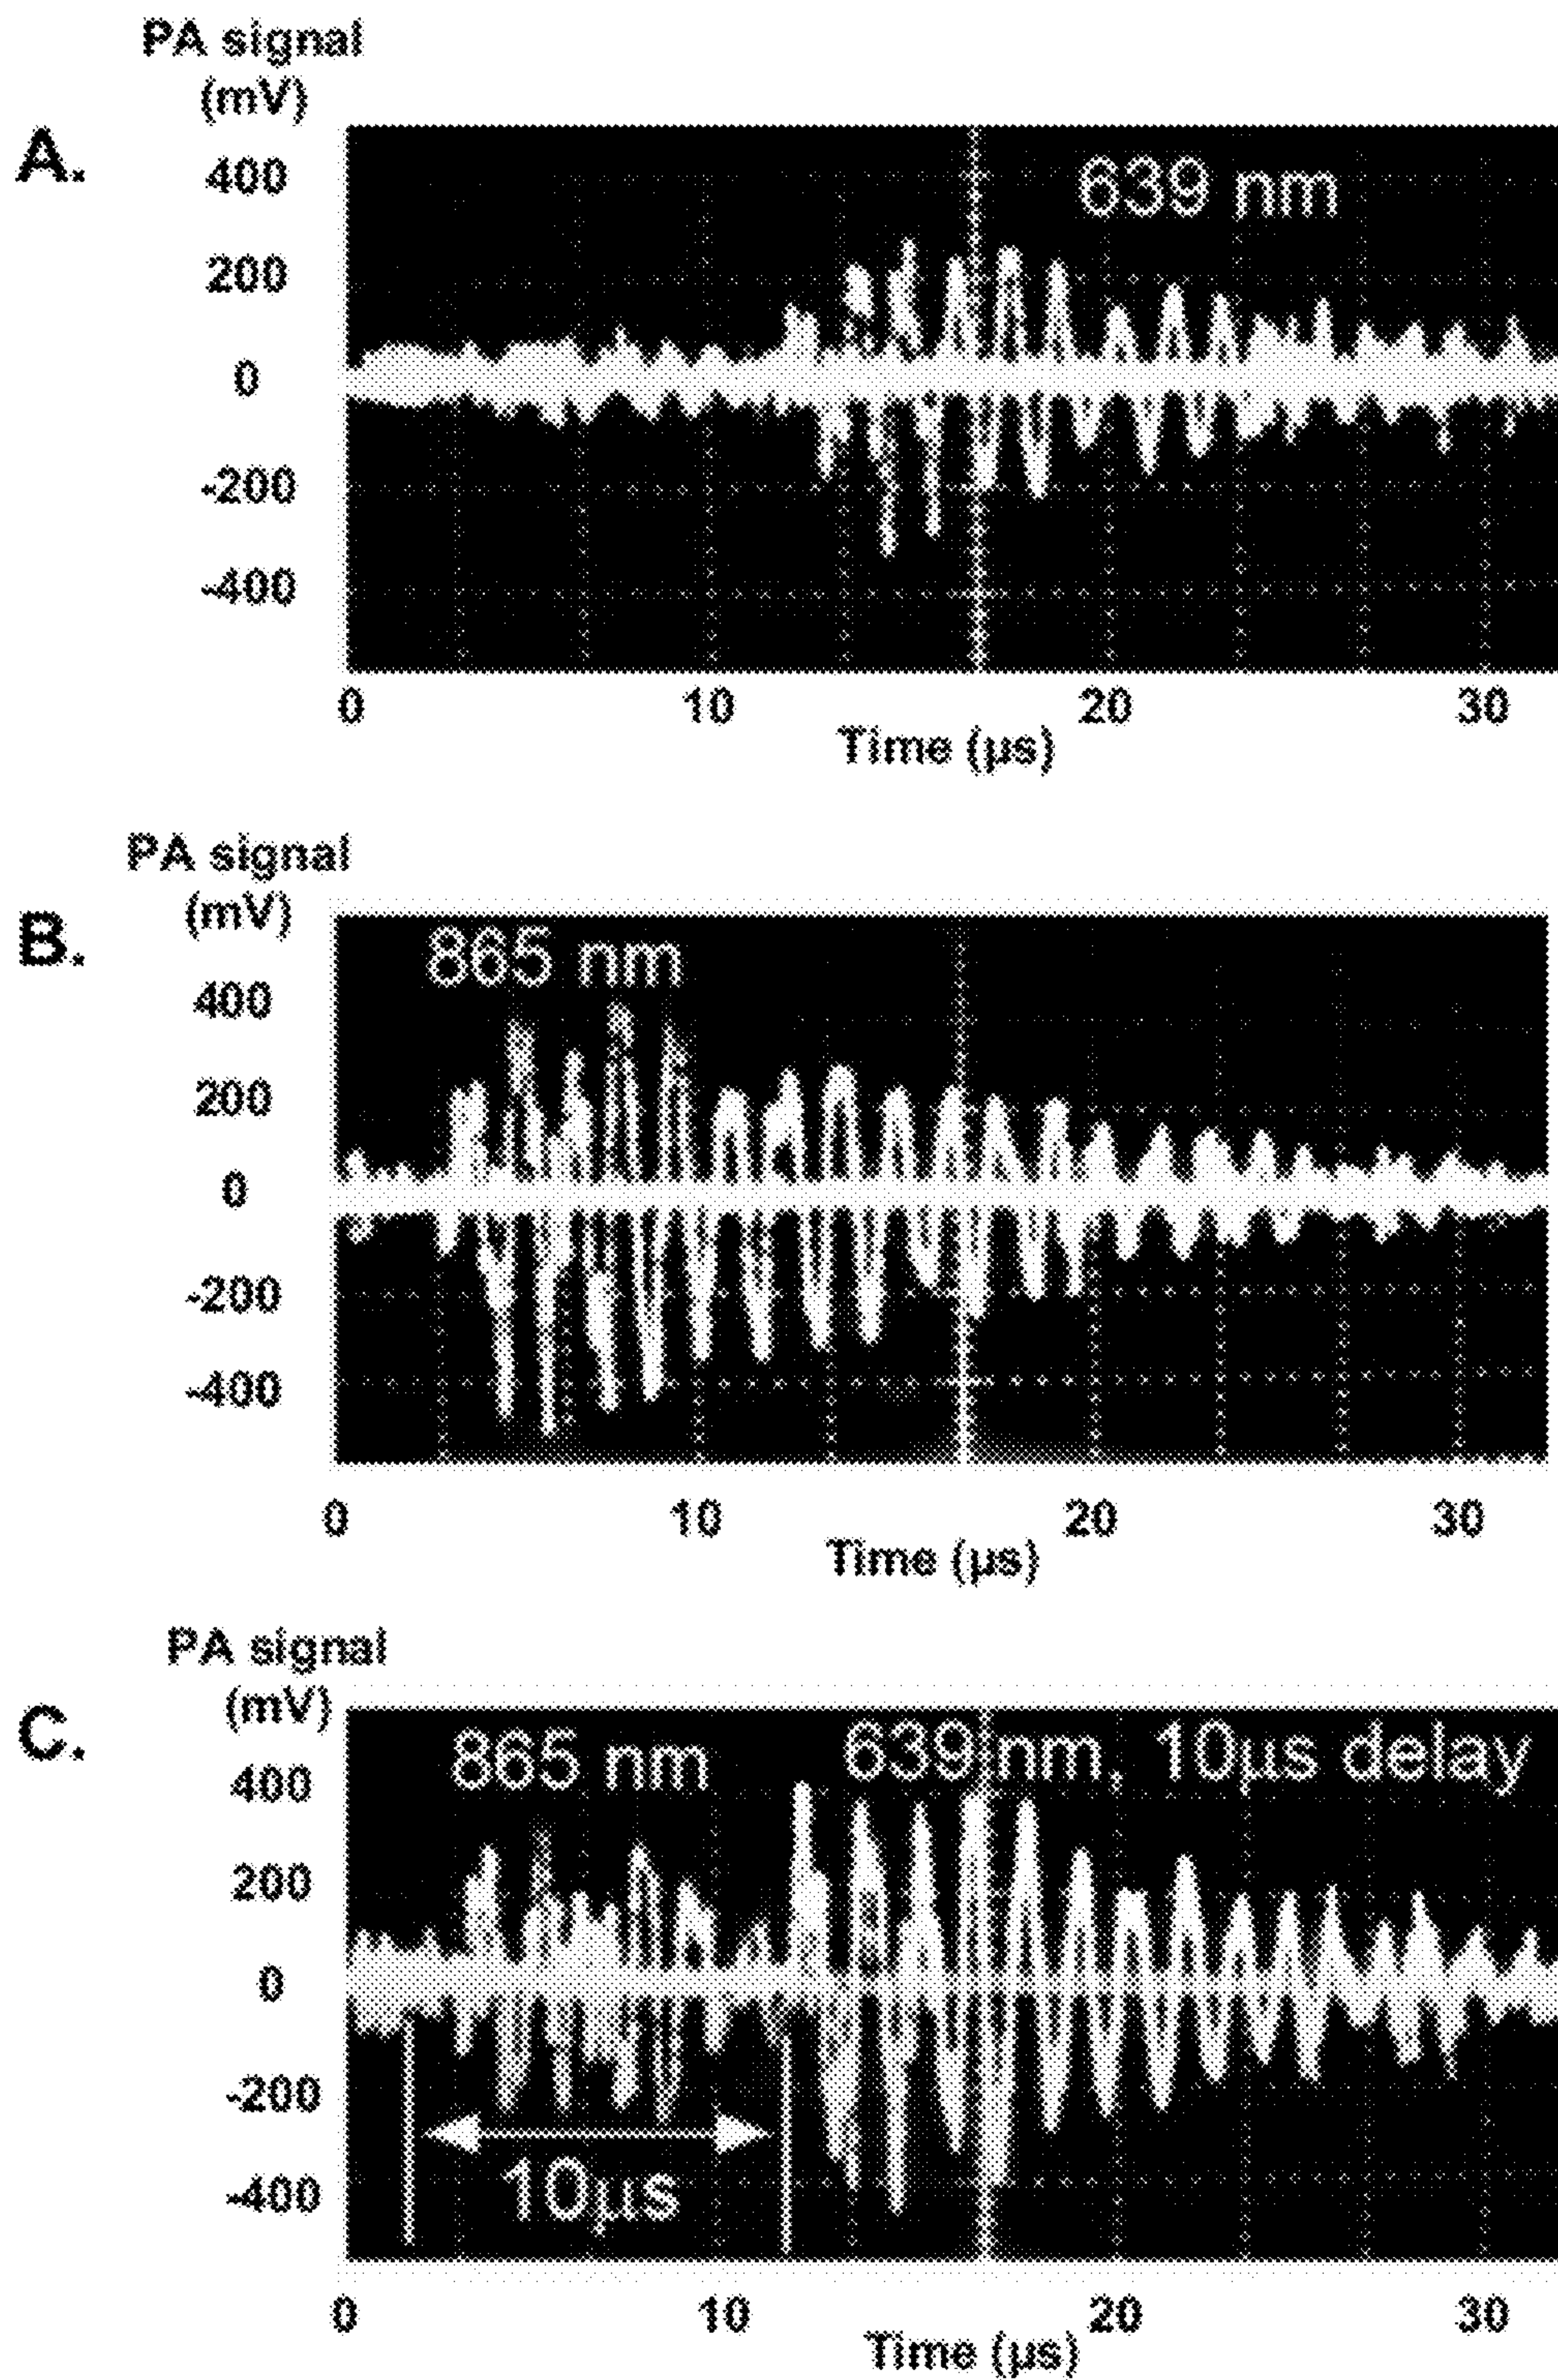 PA signal
(mV)
A.
400
639 nm
200
0
-200
-400
0 10 20 30
Time (µs)
PA signal
(mV)
B.
865 nm
400
200
0
-200
-400
0 10 20 30
Time (µs)
PA signal
(mV)
C.
865 nm 639 nm, 10µs delay
400
200
0
-200
10µs
-400
0 10 20 30
Time (µs)